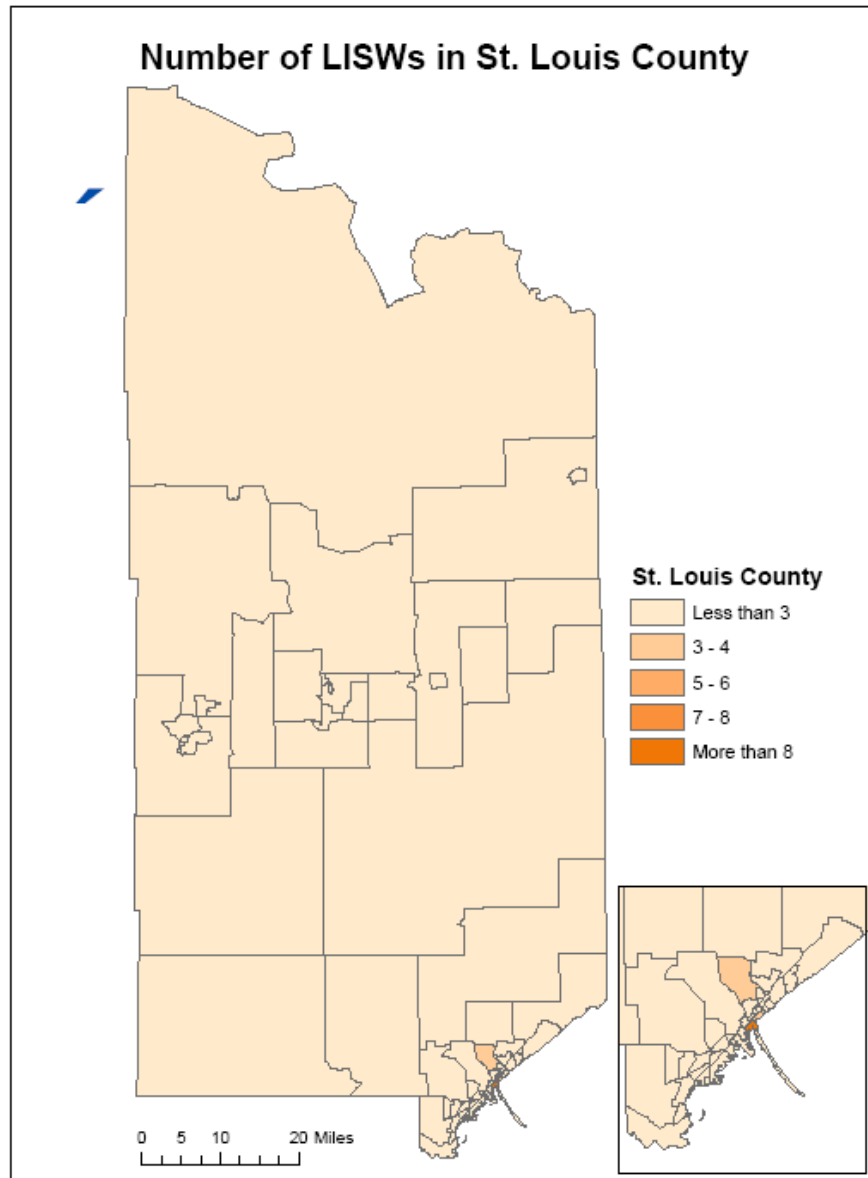 Number of LISWs in St. Louis County
St. Louis County
Less than 3
3 - 4
5 - 6
7 - 8
More than 8
0 5 10 20 Miles